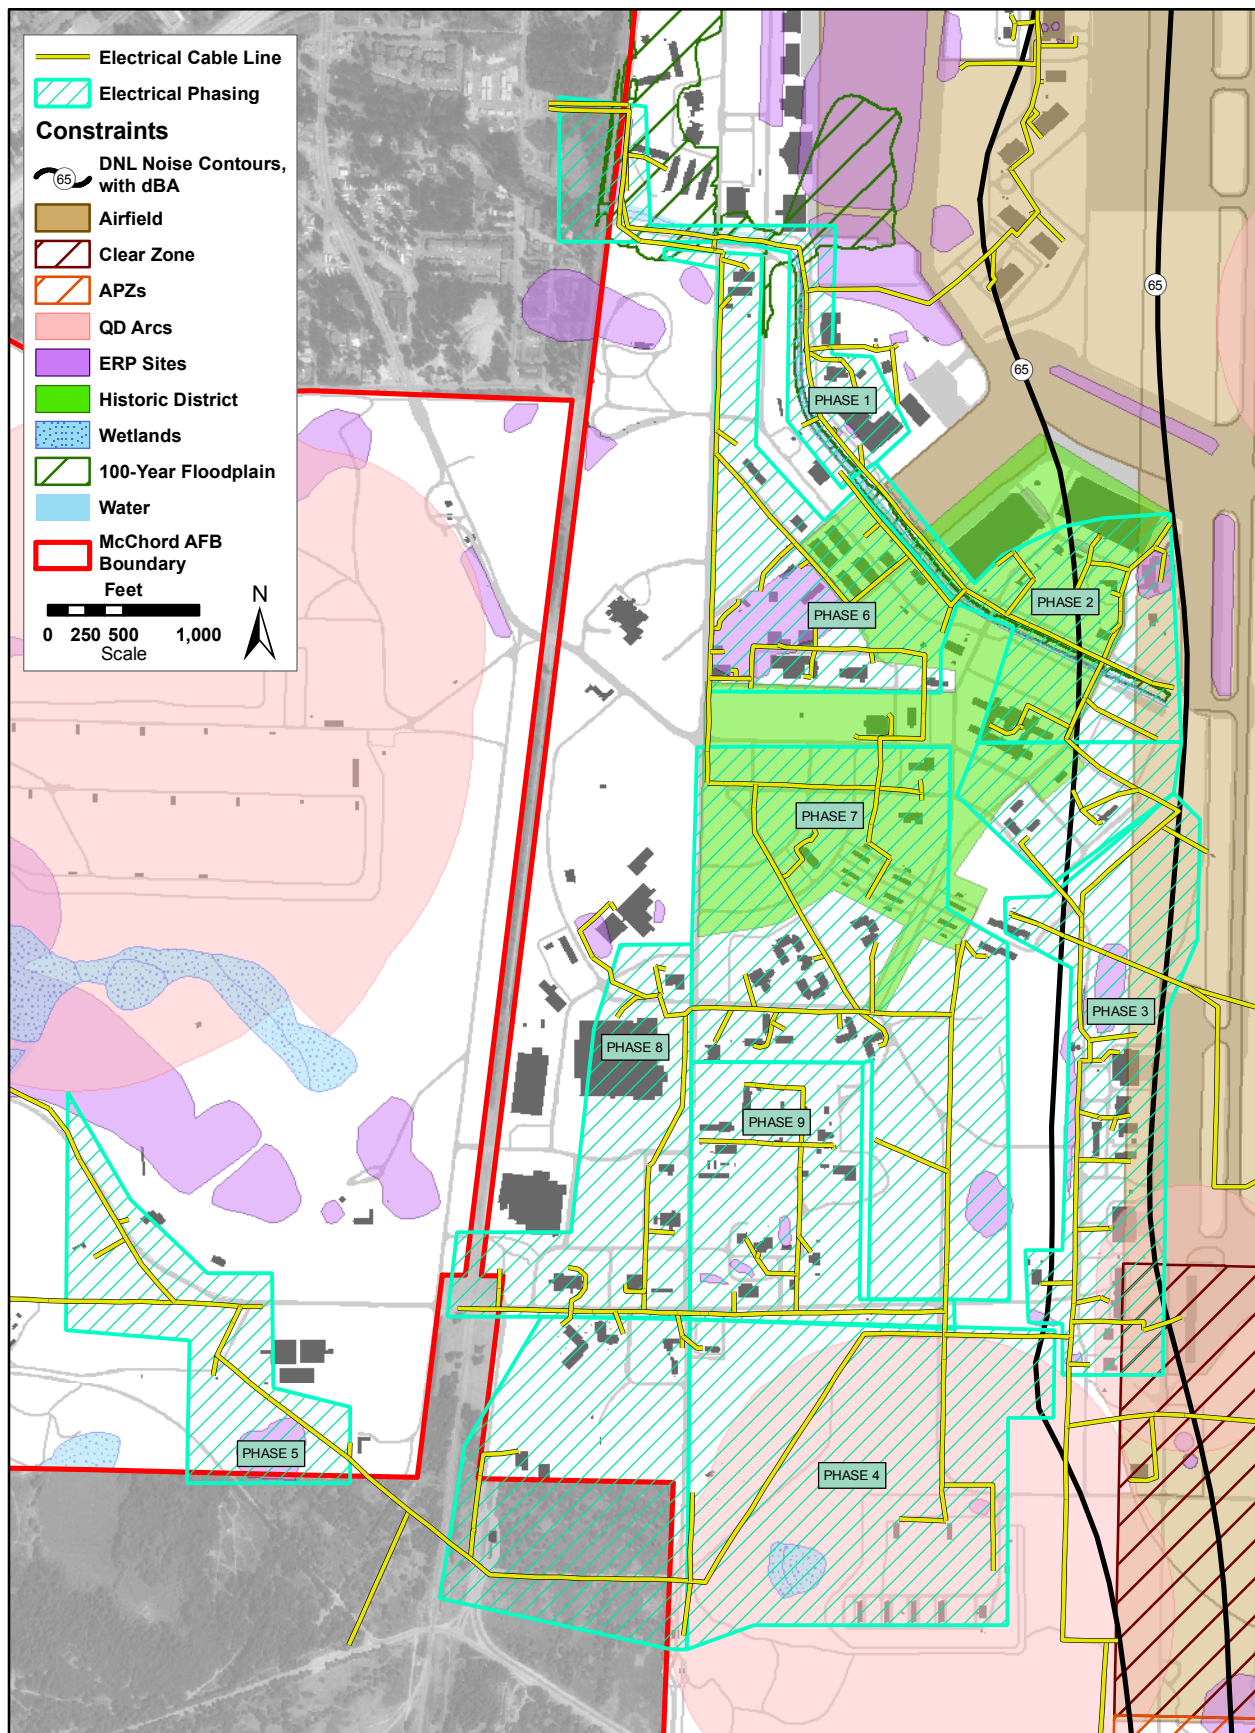 Electrical Cable Line
Electrical Phasing
Constraints
65
DNL Noise Contours,
with dBA
Airfield
Clear Zone
APZs
QD Arcs
ERP Sites
Historic District
Wetlands
100-Year Floodplain
Water
McChord AFB
Boundary
Feet
0 250 500 1,000
Scale
N
65
65
PHASE 1
PHASE 2
PHASE 6
PHASE 7
PHASE 3
PHASE 8
PHASE 9
PHASE 5
PHASE 4